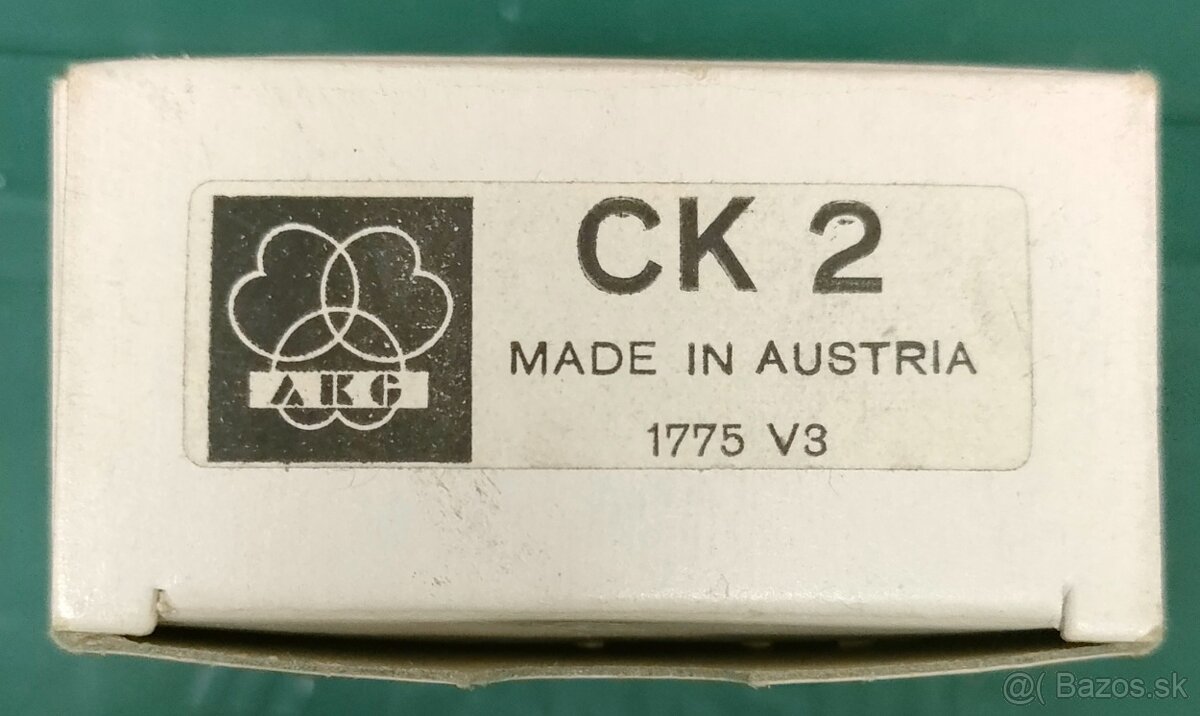 CK 2
MADE IN AUSTRIA
1775 V3
AKG
@( Bazos.sk